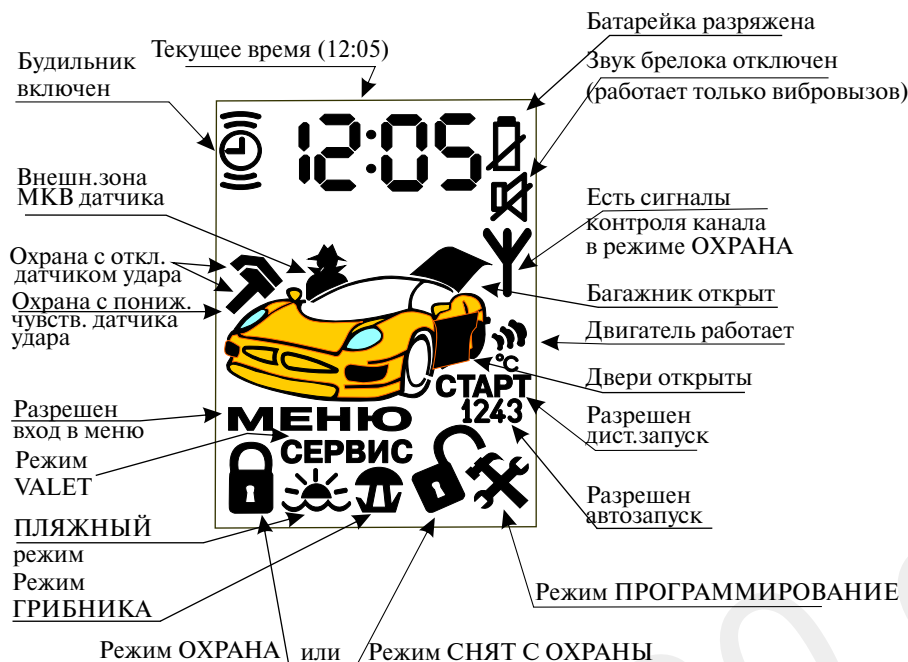 Батарейка разряжена
Текущее время (12:05)
Будильник
включен
Звук брелока отключен
(работает только вибровызов)
12:05
Внешн.зона
МКВ датчика
Есть сигналы
контроля канала
в режиме ОХРАНА
Охрана с откл.
датчиком удара
Охрана с пониж.
чувств. датчика
удара
Багажник открыт
Двигатель работает
°C
Двери открыты
СТАРТ
1243
Разрешен
вход в меню
МЕНЮ
Разрешен
дист.запуск
Режим
VALET
СЕРВИС
Разрешен
автозапуск
ПЛЯЖНЫЙ
режим
Режим
ГРИБНИКА
Режим ПРОГРАММИРОВАНИЕ
Режим ОХРАНА или Режим СНЯТ С ОХРАНЫ